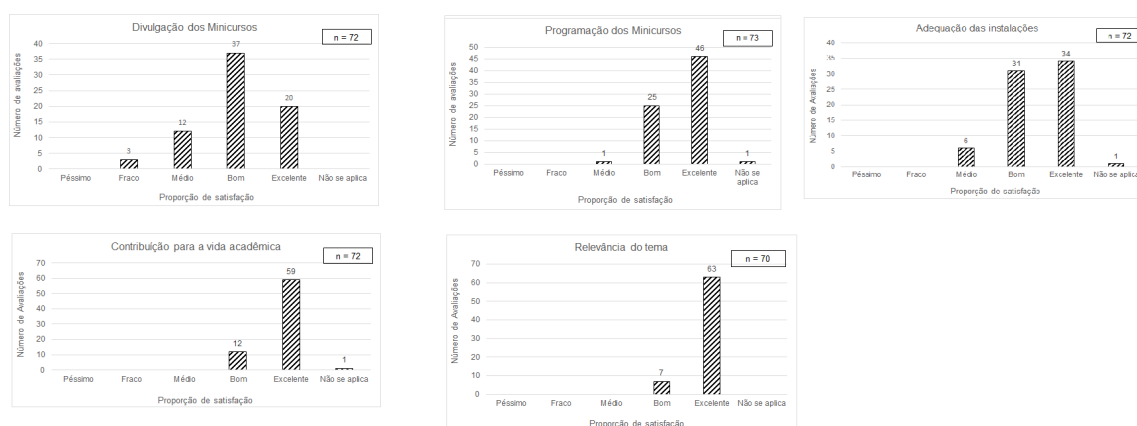 Divulgação dos Minicursos
n = 72
Número de avaliações
40
35
30
25
20
15
10
5
0
3
12
37
20
Péssimo Fraco Médio Bom Excelente Não se aplica
Proporção de satisfação
Programação dos Minicursos
n = 73
Número de avaliações
50
45
40
35
30
25
20
15
10
5
0
1
25
46
1
Péssimo Fraco Médio Bom Excelente Não se
aplica
Proporção de satisfação
Adequação das instalações
n = 72
Número de Avaliações
40
35
30
25
20
15
10
5
0
6
31
34
1
Péssimo Fraco Médio Bom Excelente Não se aplica
Proporção de satisfação
Contribuíção para a vida acadêmica
n = 72
Número de Avaliações
70
60
50
40
30
20
10
0
12
59
1
Péssimo Fraco Médio Bom Excelente Não se aplica
Proporção de satisfação
Relevância do tema
n = 70
Número de Avaliações
70
60
50
40
30
20
10
0
7
63
Péssimo Fraco Médio Bom Excelente Não se aplica
Proporção de satisfação